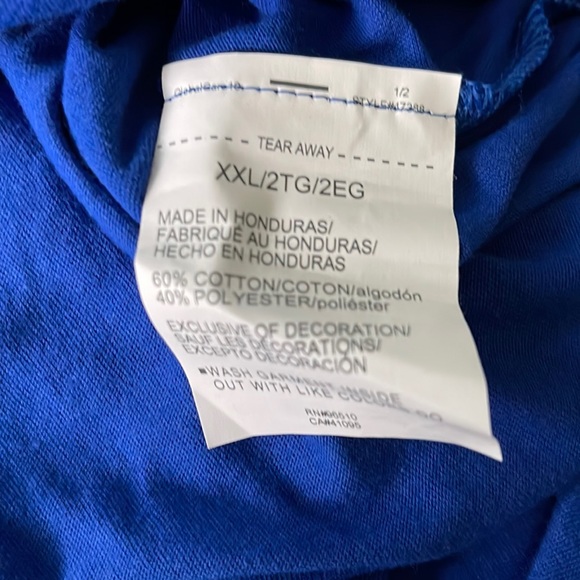 1/2
TEAR AWAY
XXL/2TG/2EG
MADE IN HONDURAS/
FABRIQUÉ AU HONDURAS/
HECHO EN HONDURAS
60% COTTON/COTON/algodón
40% POLYESTER/poliéster
EXCLUSIVE OF DECORATION/
SAUF LES DÉCORATIONS/
EXCEPTO DECORACIÓN
■WASH GARMENT INSIDE
OUT WITH LIKE COLORS
RN#96510
CA#41095